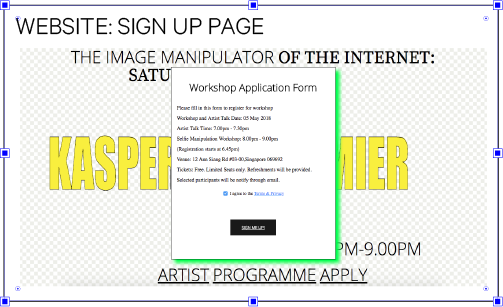 WEBSITE: SIGN UP PAGE
THE IMAGE MANIPULATOR OF THE INTERNET:
SATU
Workshop Application Form
Please fill in this form to register for workshop
Workshop and Artist Talk Date: 05 May 2018
Artist Talk Time: 7.00pm - 7.30pm
Selfie Manipulation Workshop: 8.00pm - 9.00pm
(Registration starts at 6.45pm)
Venue: 12 Ann Siang Rd #03-00,Singapore 069692
Tickets: Free. Limited Seats only. Refreshments will be provided.
Selected participants will be notify through email.
I agree to the Terms & Privacy
SIGN ME UP!
KASPER MIER
PM-9.00PM
ARTIST PROGRAMME APPLY